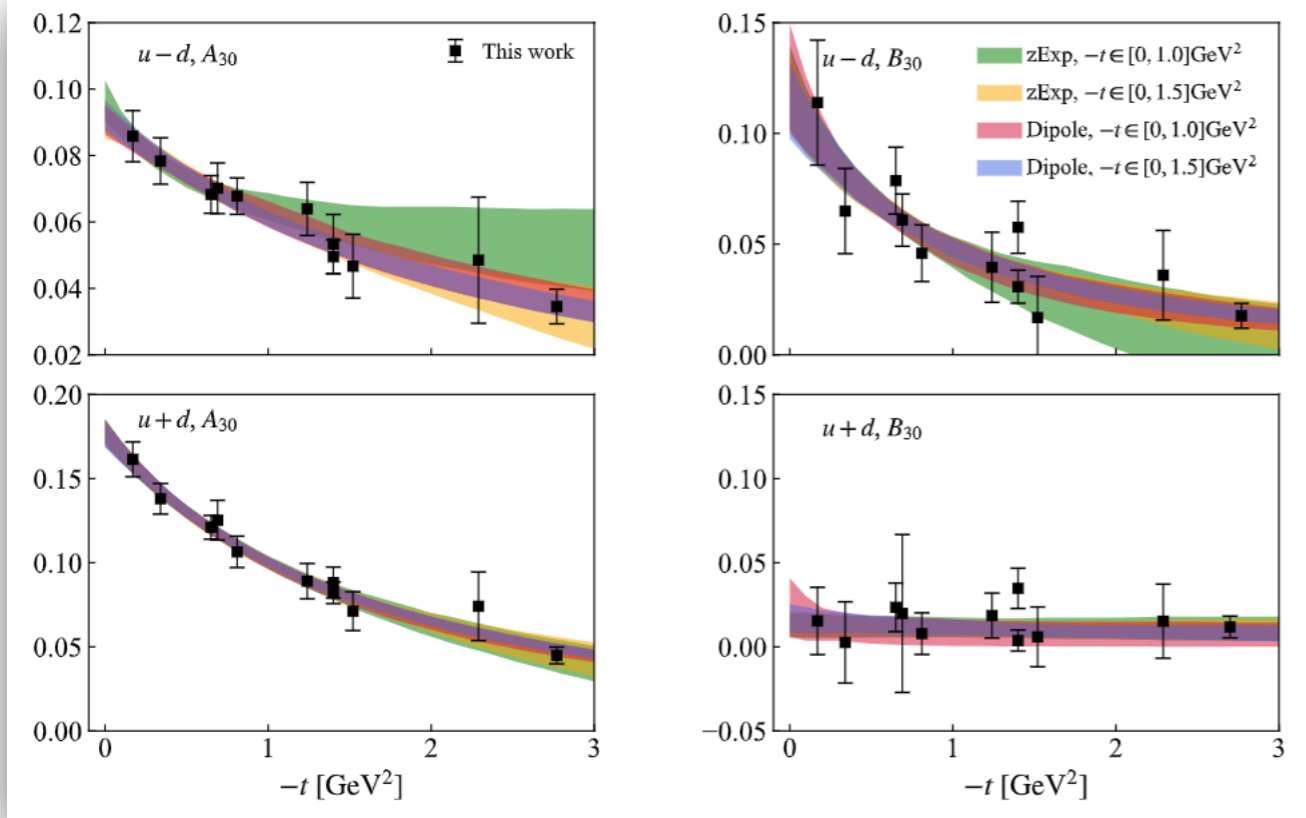 0.12
u−d, A₃₀
This work
0.10
0.08
0.06
0.04
0.02
0.15
u−d, B₃₀
zExp, −t∈[0, 1.0]GeV²
zExp, −t∈[0, 1.5]GeV²
Dipole, −t∈[0, 1.0]GeV²
Dipole, −t∈[0, 1.5]GeV²
0.10
0.05
0.00
0.20
u+d, A₃₀
0.15
0.10
0.05
0.00
0 1 2 3
−t [GeV²]
0.15
u+d, B₃₀
0.10
0.05
0.00
−0.05
0 1 2 3
−t [GeV²]